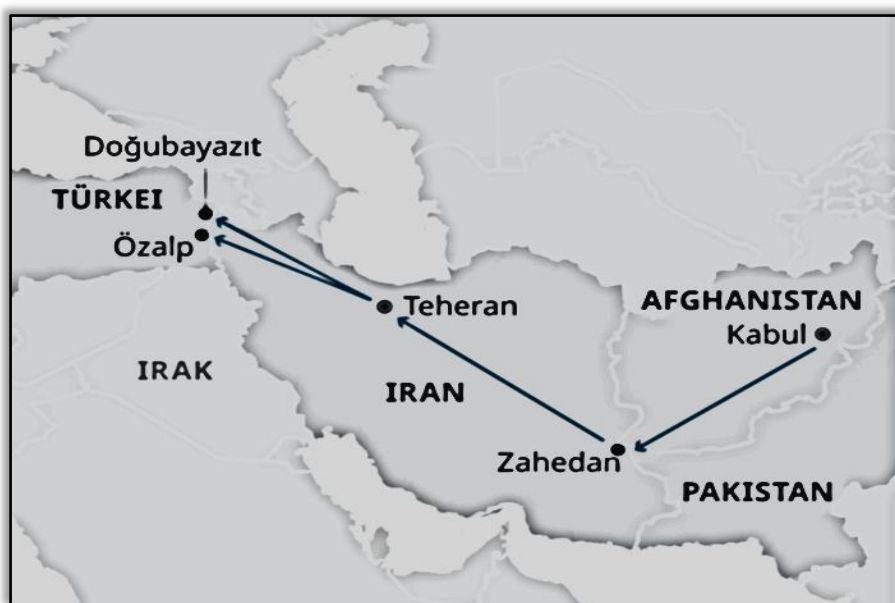 Doğubayazıt
TÜRKEI
Özalp
Teheran
AFGHANISTAN
Kabul
IRAK
IRAN
Zahedan
PAKISTAN